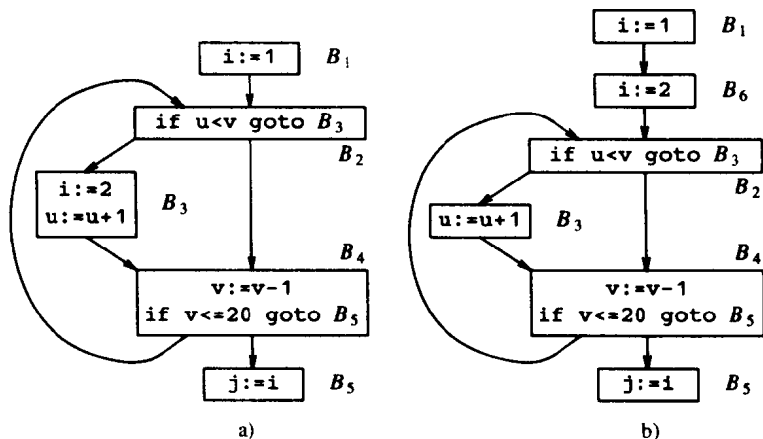 i:=1 B₁
if u<v goto B₃
B₂
i:=2
u:=u+1
B₃
B₄
v:=v-1
if v<=20 goto B₅
j:=i B₅
a)
i:=1 B₁
i:=2 B₆
if u<v goto B₃
B₂
u:=u+1 B₃
B₄
v:=v-1
if v<=20 goto B₅
j:=i B₅
b)